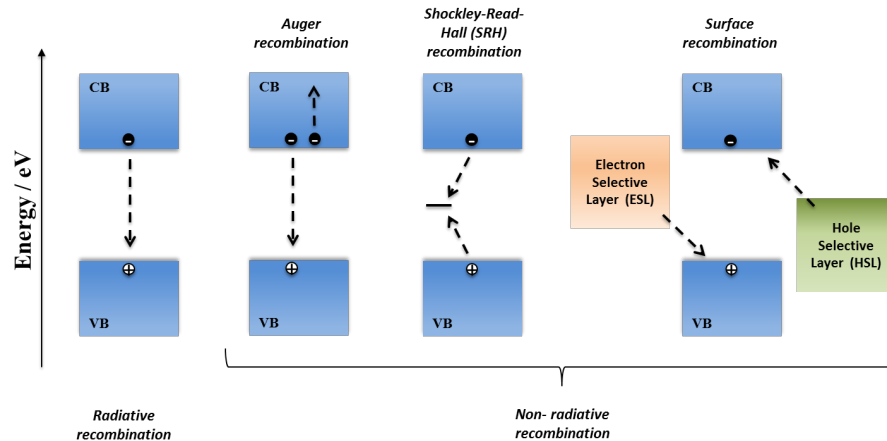 Auger
recombination
Shockley-Read-
Hall (SRH)
recombination
Surface
recombination
Energy / eV
CB
CB
CB
CB
Electron
Selective
Layer (ESL)
Hole
Selective
Layer (HSL)
VB
VB
VB
VB
Radiative
recombination
Non- radiative
recombination